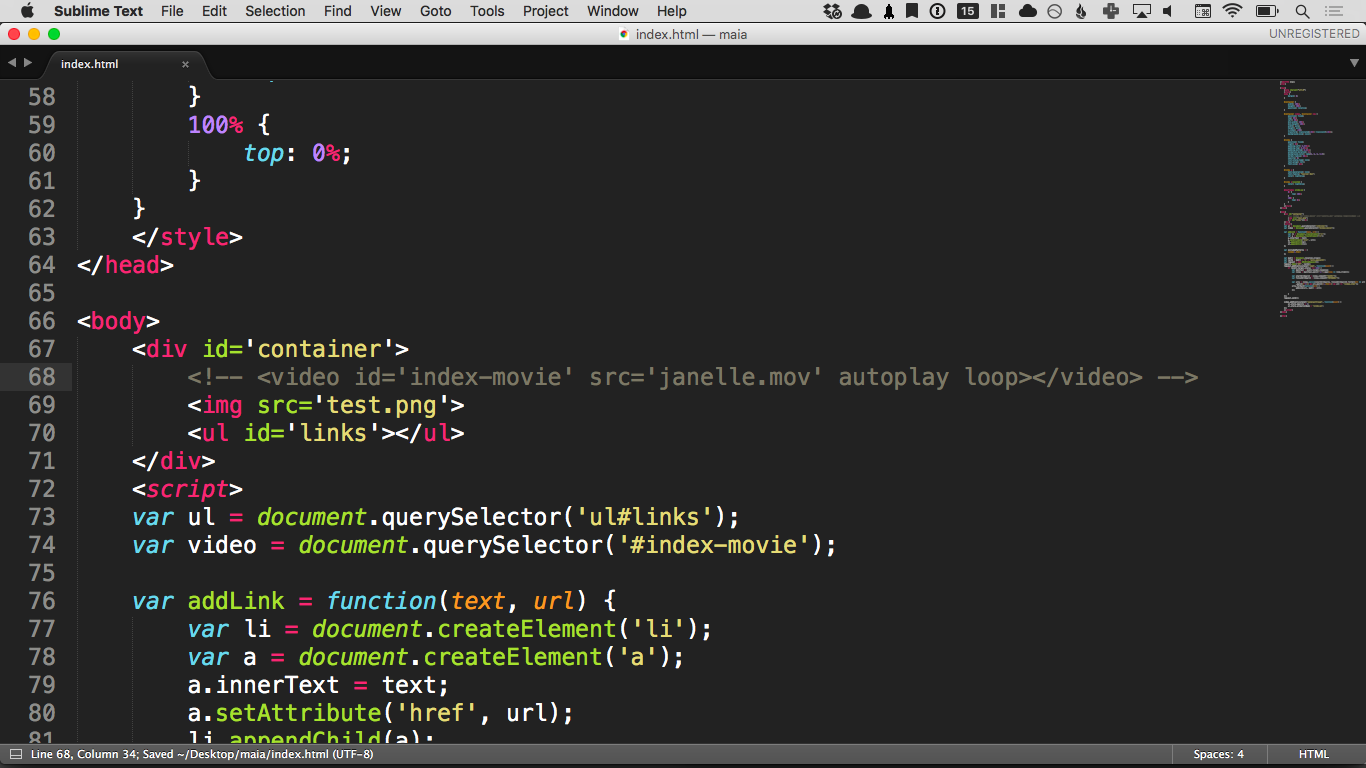 Sublime Text File Edit Selection Find View Goto Tools Project Window Help 15
index.html — maia UNREGISTERED
index.html ×
58 }
59 100% {
60 top: 0%;
61 }
62 }
63 </style>
64 </head>
65
66 <body>
67 <div id='container'>
68 <!-- <video id='index-movie' src='janelle.mov' autoplay loop></video> -->
69 <img src='test.png'>
70 <ul id='links'></ul>
71 </div>
72 <script>
73 var ul = document.querySelector('ul#links');
74 var video = document.querySelector('#index-movie');
75
76 var addLink = function(text, url) {
77 var li = document.createElement('li');
78 var a = document.createElement('a');
79 a.innerText = text;
80 a.setAttribute('href', url);
81 li.appendChild(a);
Line 68, Column 34; Saved ~/Desktop/maia/index.html (UTF-8) Spaces: 4 HTML